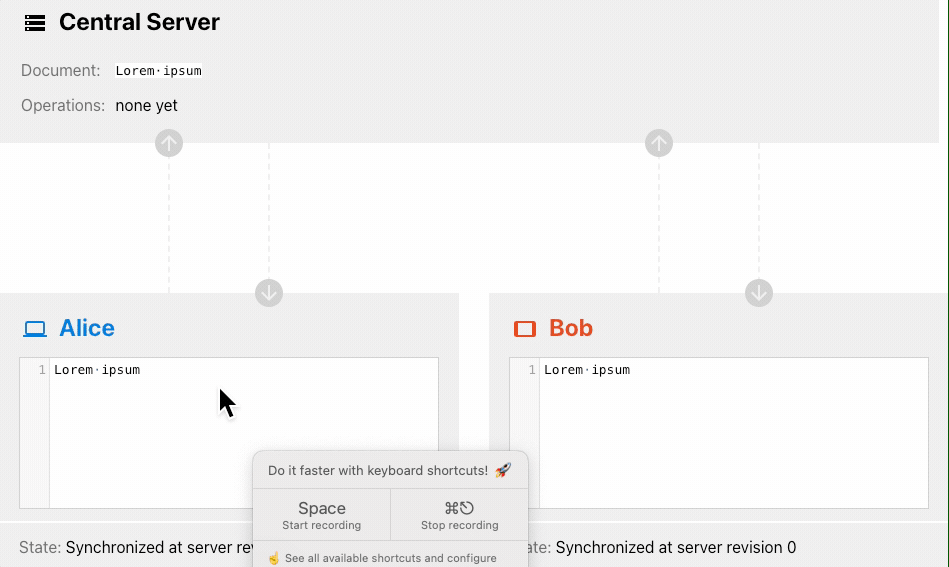 Central Server
Document: Lorem·ipsum
Operations: none yet
Alice
Bob
1 Lorem·ipsum
1 Lorem·ipsum
Do it faster with keyboard shortcuts! 🚀
Space
Start recording
⌘⎋
Stop recording
☝ See all available shortcuts and configure
State: Synchronized at server rev
ate: Synchronized at server revision 0